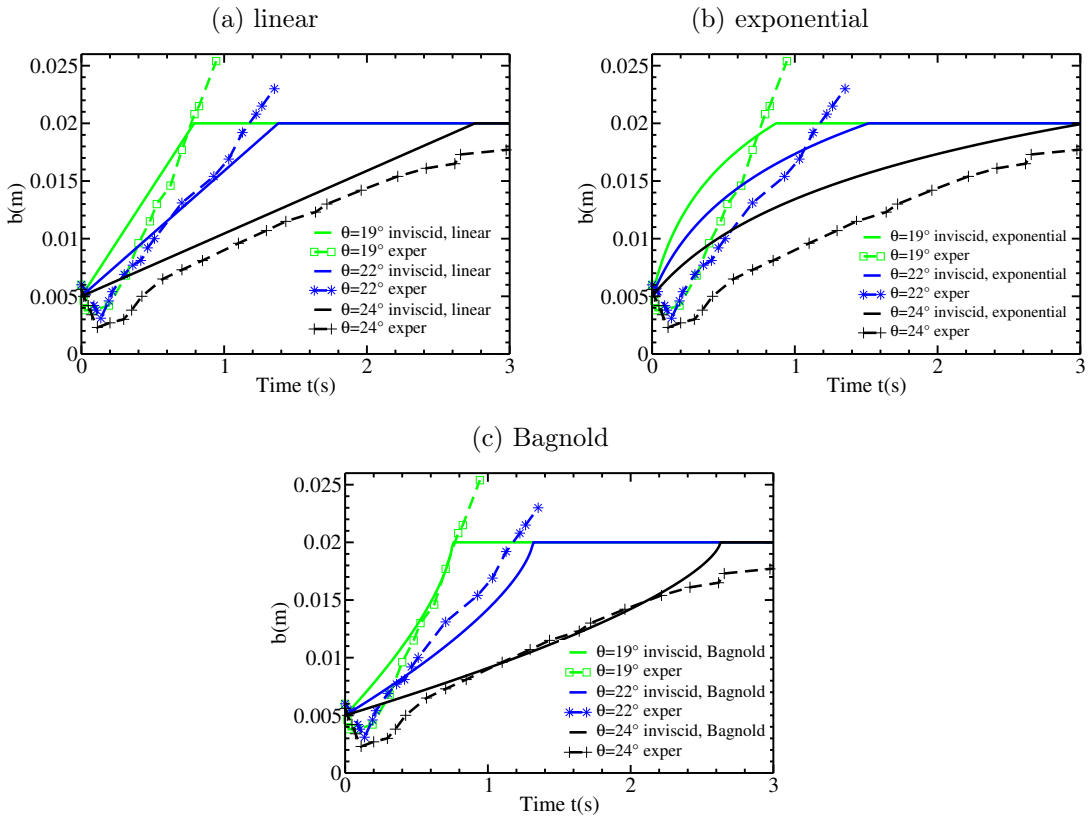 (a) linear
0.025
0.02
0.015
0.01
0.005
0
b(m)
θ=19° inviscid, linear
θ=19° exper
θ=22° inviscid, linear
θ=22° exper
θ=24° inviscid, linear
θ=24° exper
0 1 2 3
Time t(s)
(b) exponential
0.025
0.02
0.015
0.01
0.005
0
b(m)
θ=19° inviscid, exponential
θ=19° exper
θ=22° inviscid, exponential
θ=22° exper
θ=24° inviscid, exponential
θ=24° exper
0 1 2 3
Time t(s)
(c) Bagnold
0.025
0.02
0.015
0.01
0.005
0
b(m)
θ=19° inviscid, Bagnold
θ=19° exper
θ=22° inviscid, Bagnold
θ=22° exper
θ=24° inviscid, Bagnold
θ=24° exper
0 1 2 3
Time t(s)